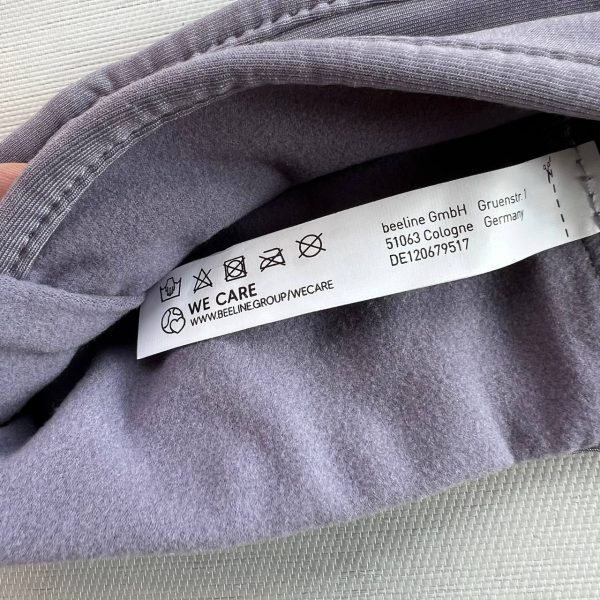 beeline GmbH Gruenstr. 1
51063 Cologne Germany
DE120679517
WE CARE
WWW.BEELINE.GROUP/WECARE